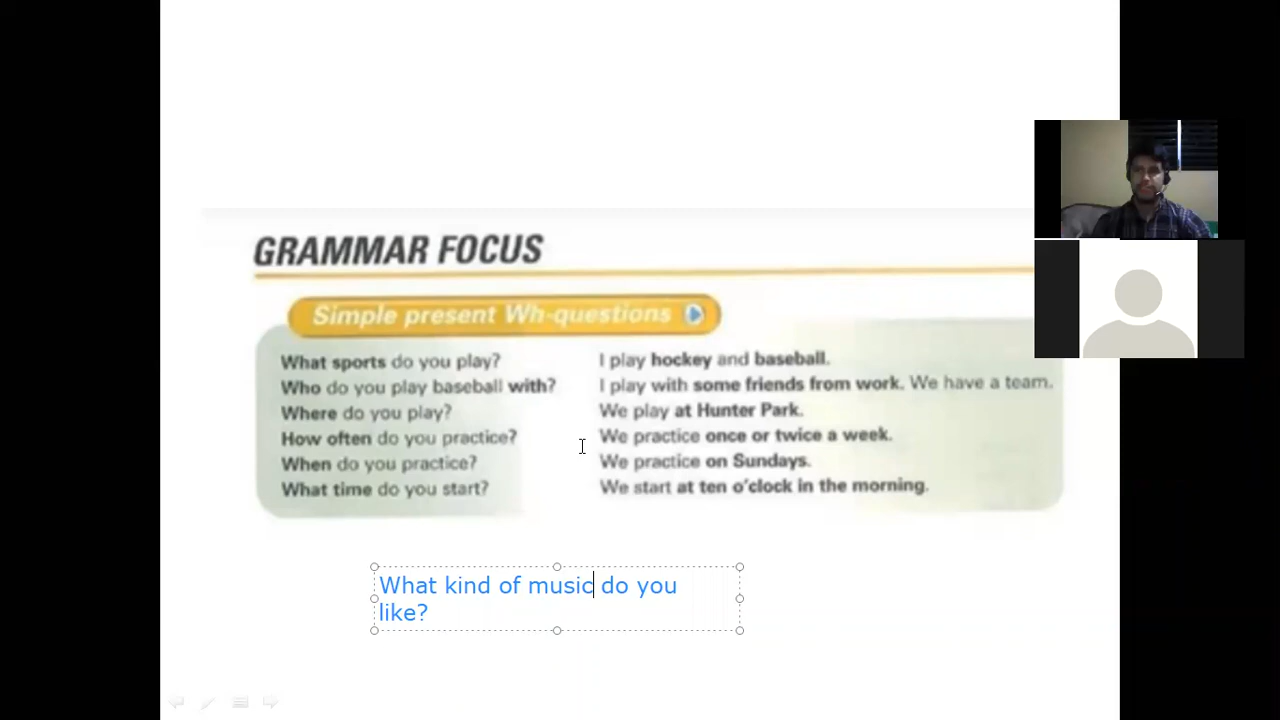 GRAMMAR FOCUS
Simple present Wh-questions
What sports do you play? I play hockey and baseball.
Who do you play baseball with? I play with some friends from work. We have a team.
Where do you play? We play at Hunter Park.
How often do you practice? We practice once or twice a week.
When do you practice? We practice on Sundays.
What time do you start? We start at ten o'clock in the morning.
What kind of music do you
like?